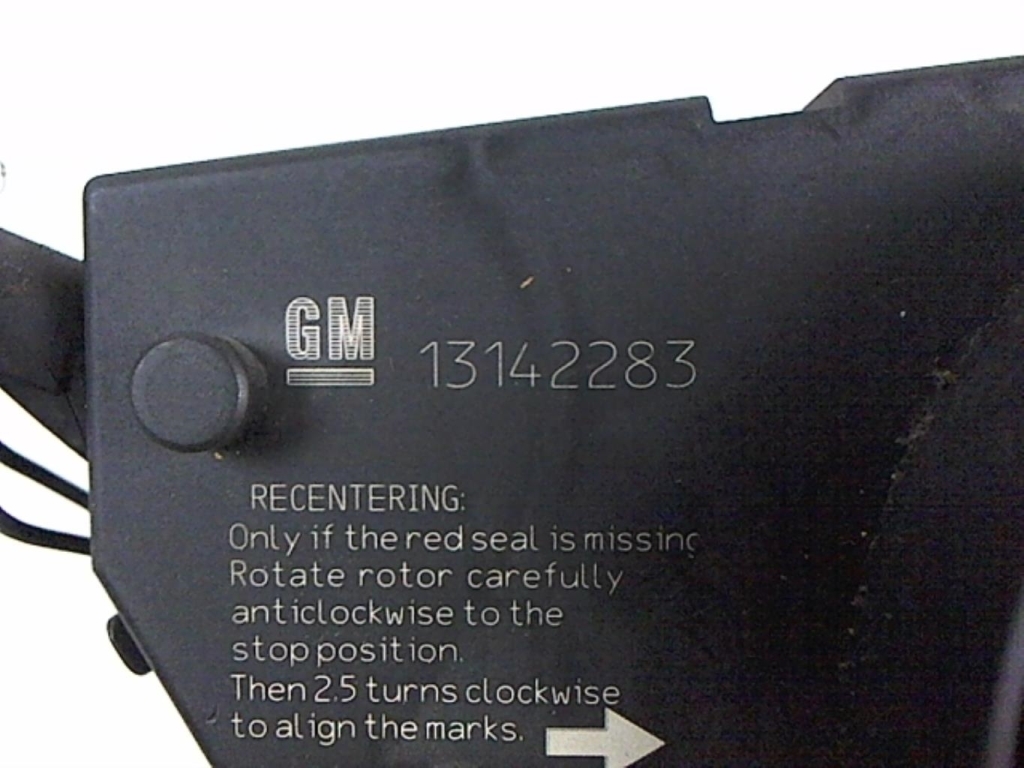 GM 13142283
RECENTERING:
Only if the red seal is missing
Rotate rotor carefully
anticlockwise to the
stop position.
Then 2.5 turns clockwise
to align the marks.